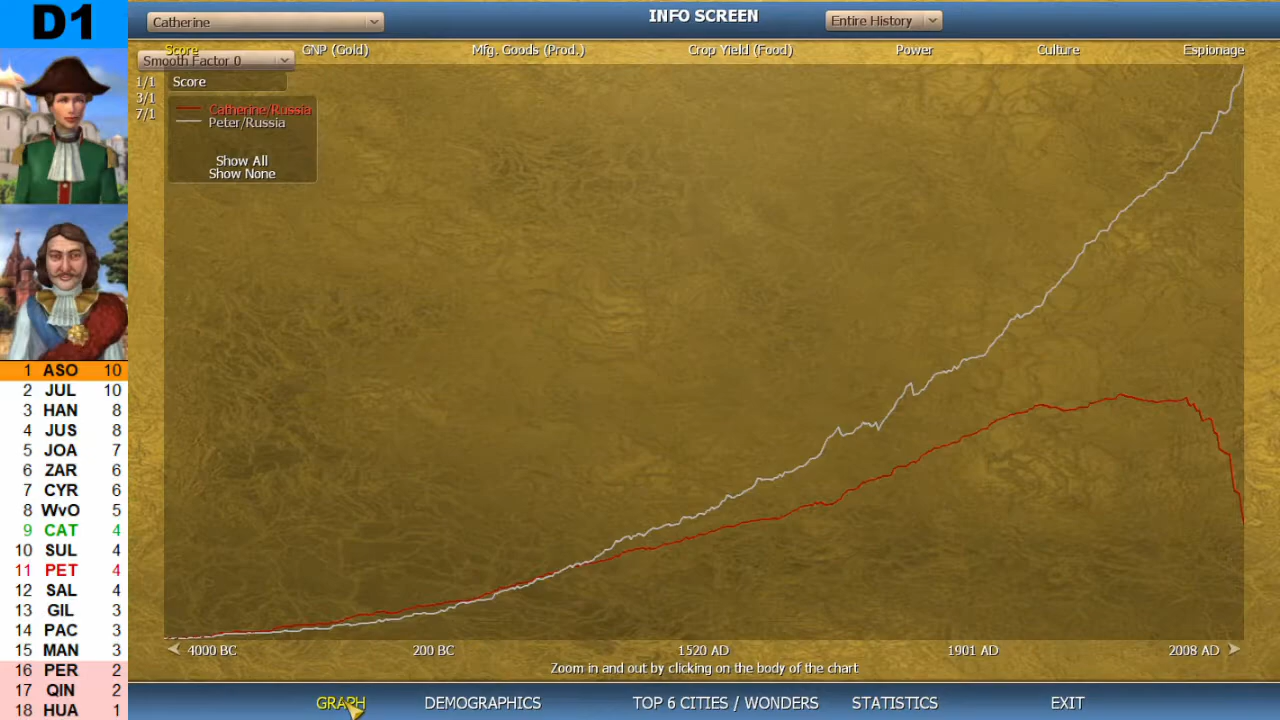 D1
Catherine
INFO SCREEN
Entire History
Score GNP (Gold) Mfg. Goods (Prod.) Crop Yield (Food) Power Culture Espionage
Smooth Factor 0
1/1 Score
3/1
7/1
Catherine/Russia
Peter/Russia
Show All
Show None
1 ASO 10
2 JUL 10
3 HAN 8
4 JUS 8
5 JOA 7
6 ZAR 6
7 CYR 6
8 WvO 5
9 CAT 4
10 SUL 4
11 PET 4
12 SAL 4
13 GIL 3
14 PAC 3
15 MAN 3
16 PER 2
17 QIN 2
18 HUA 1
4000 BC 200 BC 1520 AD 1901 AD 2008 AD
Zoom in and out by clicking on the body of the chart
GRAPH DEMOGRAPHICS TOP 6 CITIES / WONDERS STATISTICS EXIT